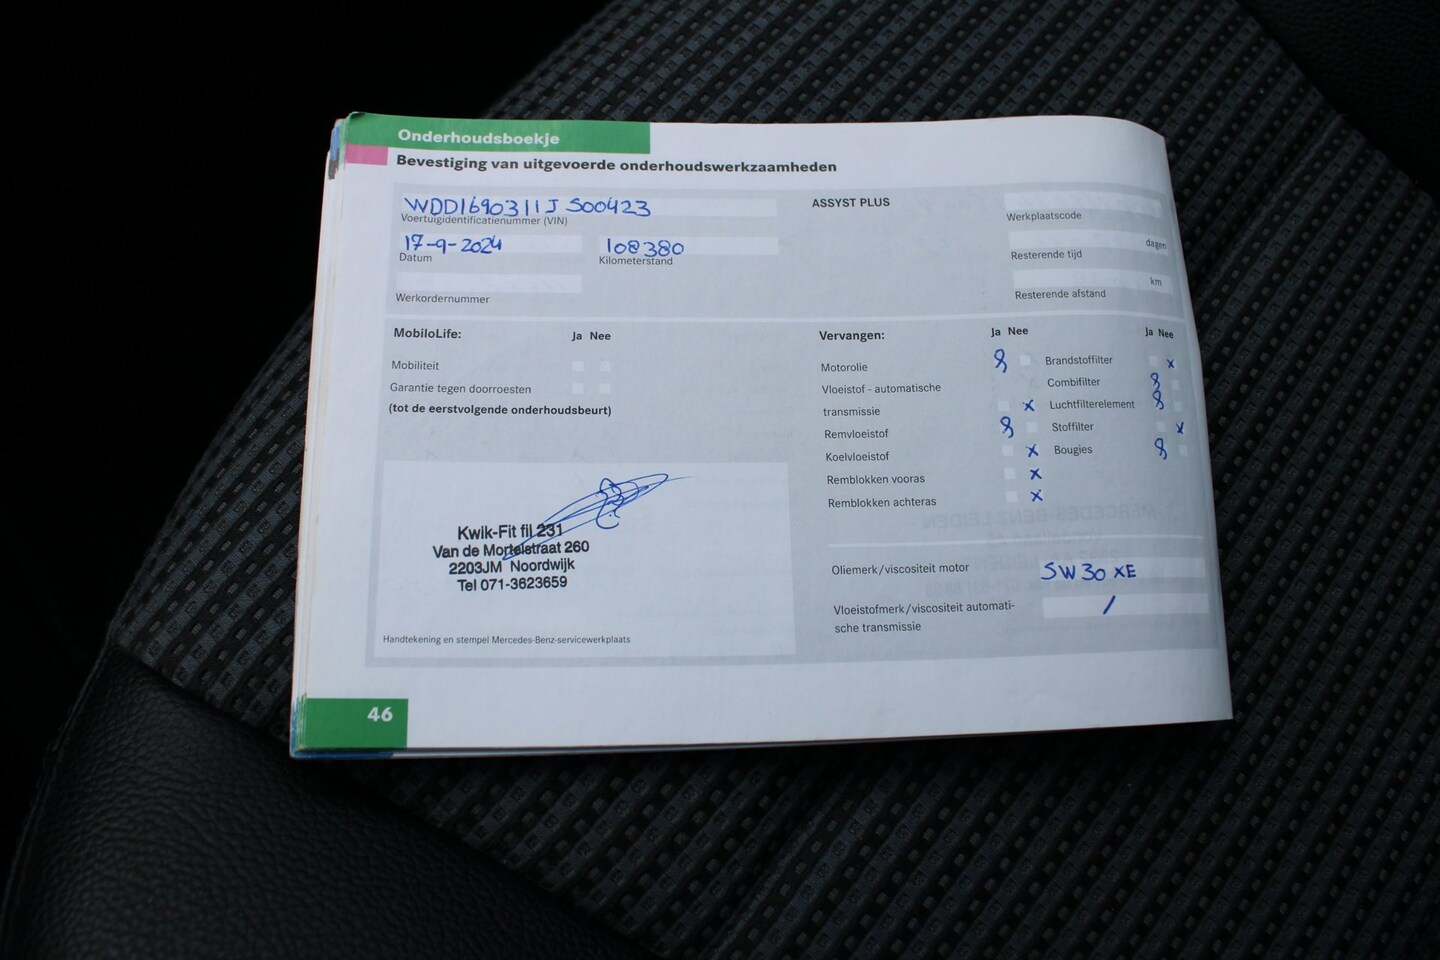 Onderhoudsboekje
Bevestiging van uitgevoerde onderhoudswerkzaamheden
WDD1690311J S00423
Voertuigidentificatienummer (VIN)
17-9-2024 108380
Datum Kilometerstand
Werkordernummer
ASSYST PLUS
Werkplaatscode
dagen
Resterende tijd
km
Resterende afstand
MobiloLife: Ja Nee
Mobiliteit
Garantie tegen doorroesten
(tot de eerstvolgende onderhoudsbeurt)
Kwik-Fit fil 231
Van de Mortelstraat 260
2203JM Noordwijk
Tel 071-3623659
Handtekening en stempel Mercedes-Benz-servicewerkplaats
Vervangen: Ja Nee
Motorolie
Vloeistof - automatische
transmissie x
Remvloeistof
Koelvloeistof x
Remblokken vooras x
Remblokken achteras x
Ja Nee
Brandstoffilter x
Combifilter
Luchtfilterelement
Stoffilter x
Bougies
Oliemerk/viscositeit motor 5W30 XE
Vloeistofmerk/viscositeit automati- /
sche transmissie
46